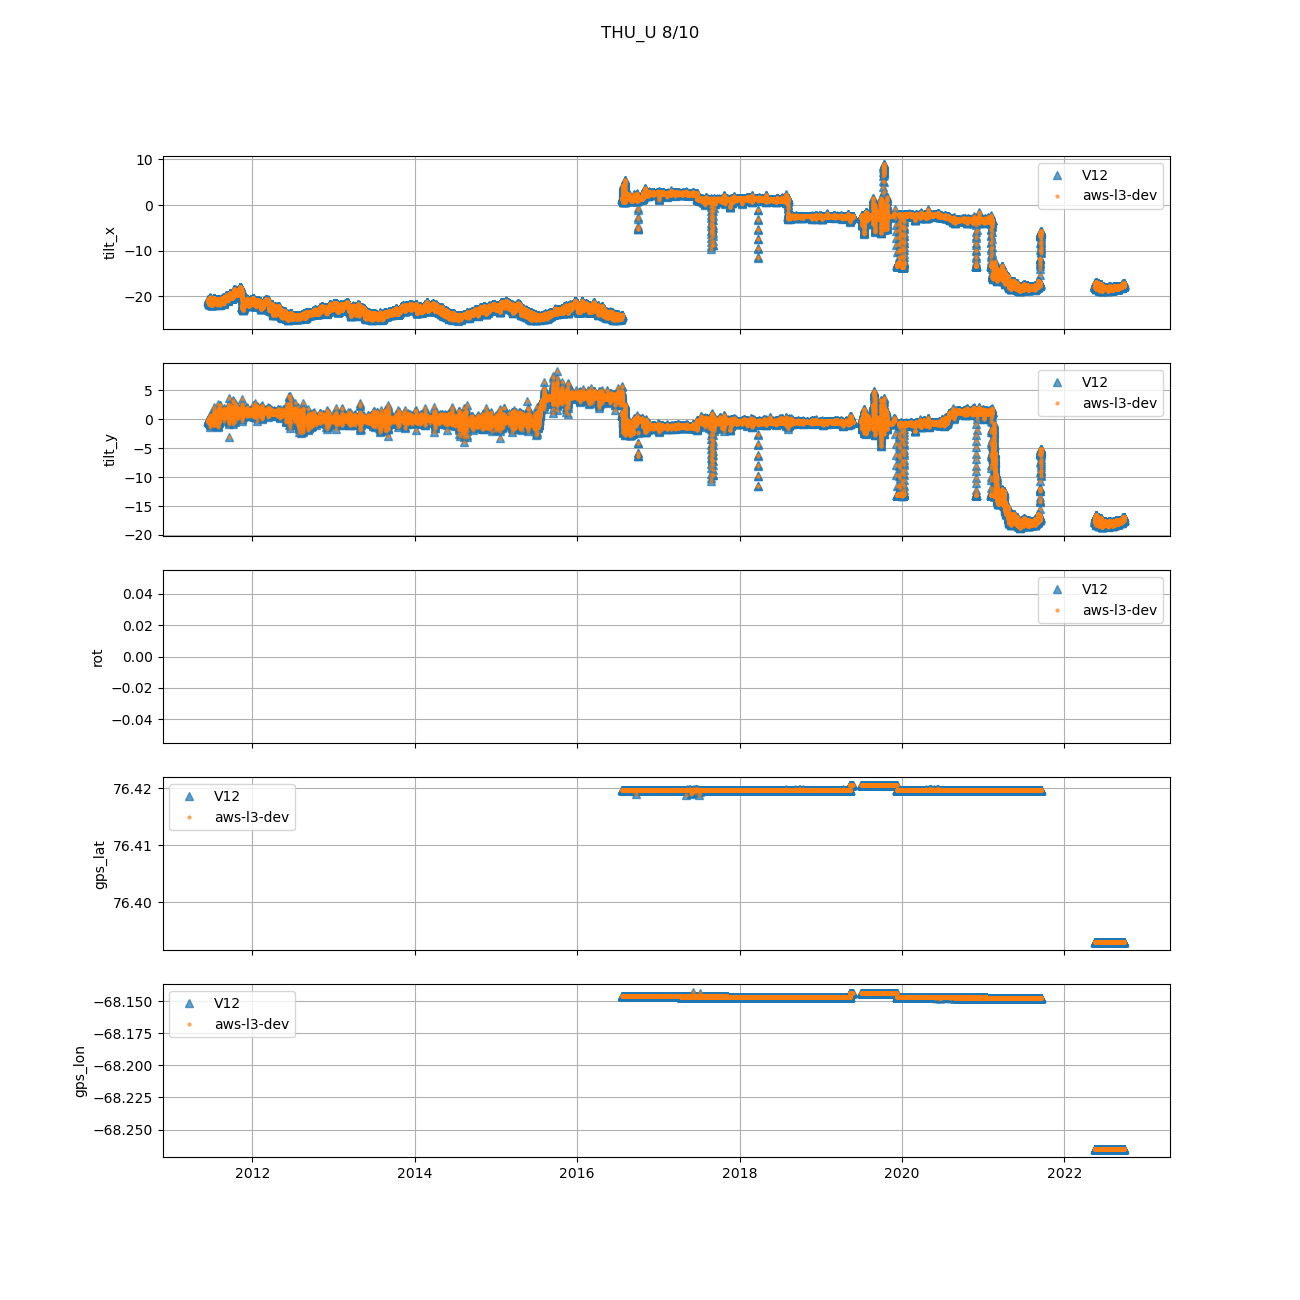 THU_U 8/10
10
0
−10
−20
tilt_x
V12
aws-l3-dev
5
0
−5
−10
−15
−20
tilt_y
V12
aws-l3-dev
0.04
0.02
0.00
−0.02
−0.04
rot
V12
aws-l3-dev
76.42
76.41
76.40
gps_lat
V12
aws-l3-dev
−68.150
−68.175
−68.200
−68.225
−68.250
gps_lon
V12
aws-l3-dev
2012 2014 2016 2018 2020 2022